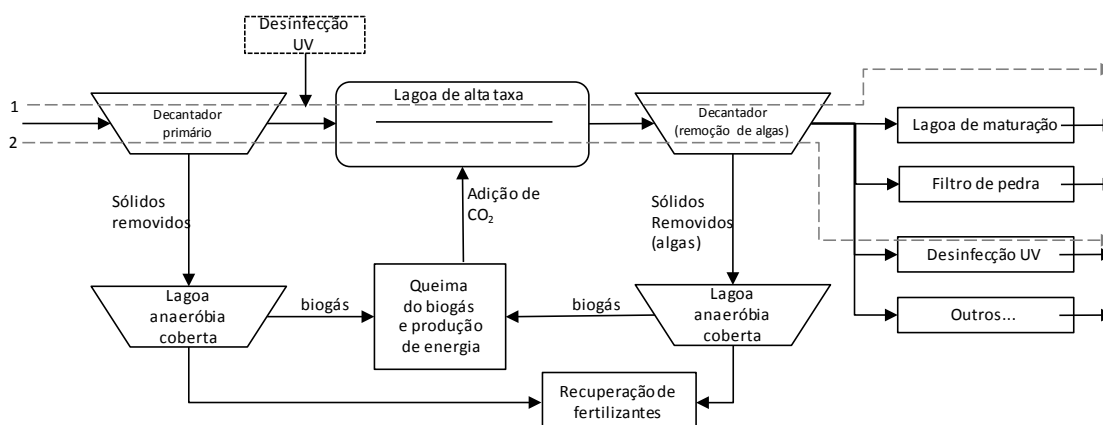 Desinfecção
UV
1
2
Decantador
primário
Lagoa de alta taxa
Decantador
(remoção de algas)
Lagoa de maturação
Filtro de pedra
Desinfecção UV
Outros...
Sólidos
removidos
Adição de
CO₂
Sólidos
Removidos
(algas)
Lagoa
anaeróbia
coberta
biogás
Queima
do biogás
e produção
de energia
biogás
Lagoa
anaeróbia
coberta
Recuperação de
fertilizantes